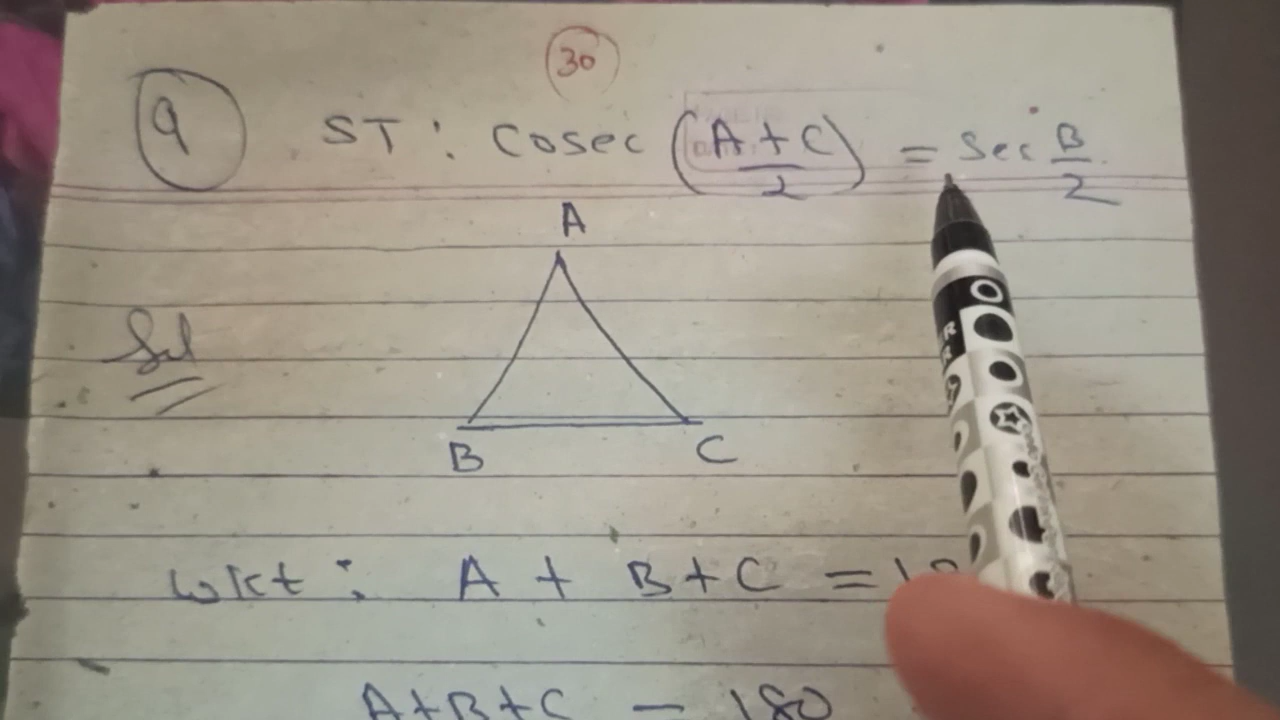 30
9 ST: Cosec (A+C/2) = Sec B/2
A
Sol
B C
wkt: A + B+C =
A+B+C = 180